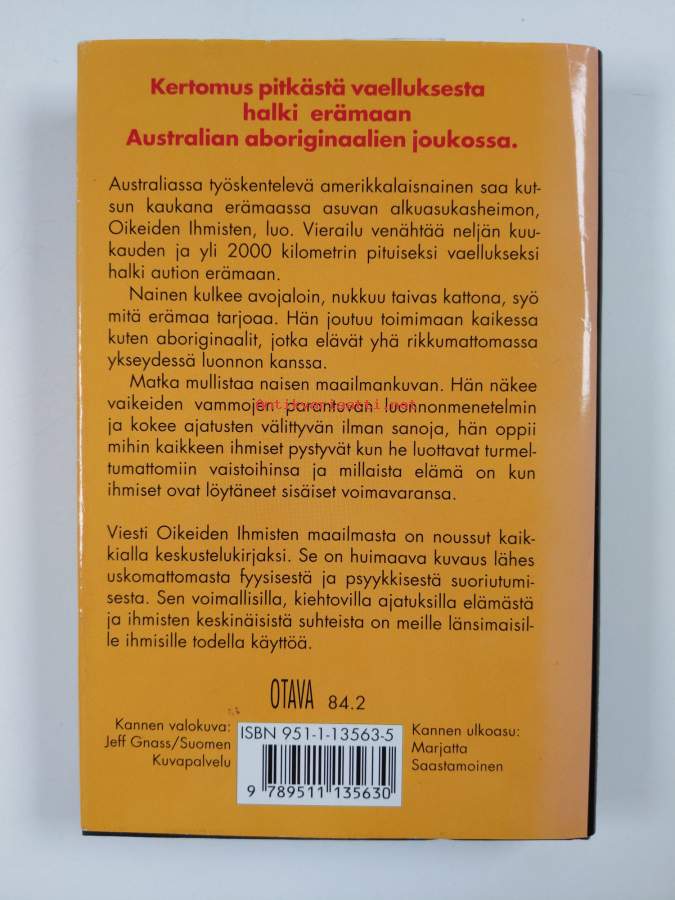 Kertomus pitkästä vaelluksesta
halki erämaan
Australian aboriginaalien joukossa.
Australiassa työskentelevä amerikkalaisnainen saa kut-
sun kaukana erämaassa asuvan alkuasukasheimon,
Oikeiden Ihmisten, luo. Vierailu venähtää neljän kuu-
kauden ja yli 2000 kilometrin pituiseksi vaellukseksi
halki aution erämaan.
Nainen kulkee avojaloin, nukkuu taivas kattona, syö
mitä erämaa tarjoaa. Hän joutuu toimimaan kaikessa
kuten aboriginaalit, jotka elävät yhä rikkumattomassa
ykseydessä luonnon kanssa.
Matka mullistaa naisen maailmankuvan. Hän näkee
vaikeiden vammojen parantuvan luonnonmenetelmin
antikvariaatti.net
ja kokee ajatusten välittyvän ilman sanoja, hän oppii
mihin kaikkeen ihmiset pystyvät kun he luottavat turmel-
tumattomiin vaistoihinsa ja millaista elämä on kun
ihmiset ovat löytäneet sisäiset voimavaransa.
Viesti Oikeiden Ihmisten maailmasta on noussut kaik-
kialla keskustelukirjaksi. Se on huimaava kuvaus lähes
uskomattomasta fyysisestä ja psyykkisestä suoriutumi-
sesta. Sen voimallisilla, kiehtovilla ajatuksilla elämästä
ja ihmisten keskinäisistä suhteista on meille länsimaisil-
le ihmisille todella käyttöä.
OTAVA 84.2
Kannen valokuva:
Jeff Gnass/Suomen
Kuvapalvelu
ISBN 951-1-13563-5
9 789511 135630
Kannen ulkoasu:
Marjatta
Saastamoinen